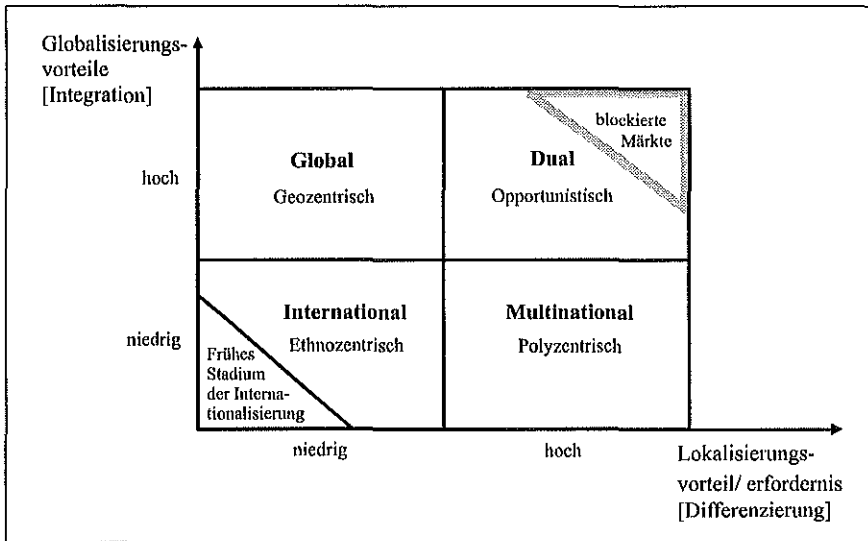 Globalisierungs-
vorteile
[Integration]
blockierte
Märkte
Global
Dual
hoch
Geozentrisch
Opportunistisch
International
Multinational
niedrig
Ethnozentrisch
Polyzentrisch
Frühes
Stadium
der Interna-
tionalisierung
niedrig
hoch
Lokalisierungs-
vorteil/ erfordernis
[Differenzierung]